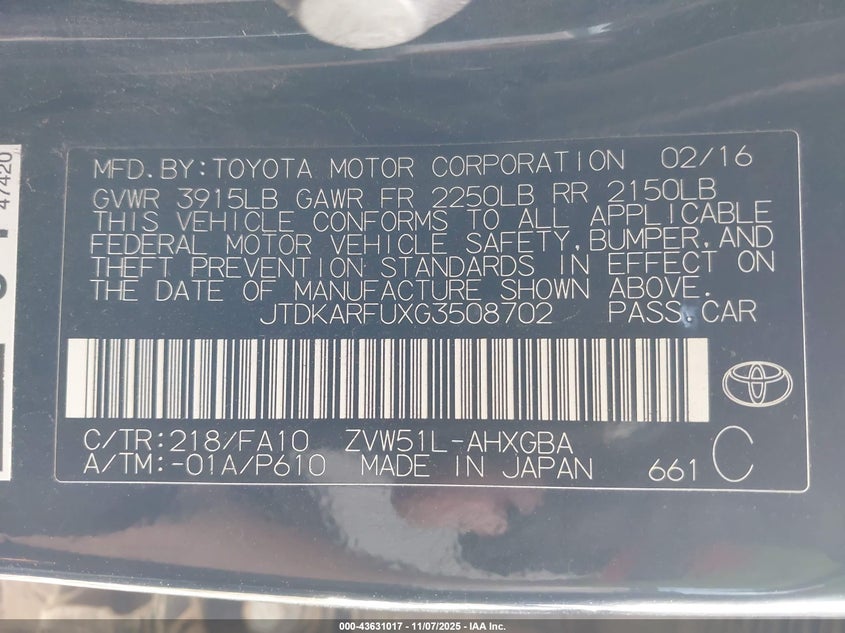 47420
MFD.BY:TOYOTA MOTOR CORPORATION 02/16
GVWR 3915LB GAWR FR 2250LB RR 2150LB
THIS VEHICLE CONFORMS TO ALL APPLICABLE
FEDERAL MOTOR VEHICLE SAFETY,BUMPER,AND
THEFT PREVENTION STANDARDS IN EFFECT ON
THE DATE OF MANUFACTURE SHOWN ABOVE.
JTDKARFUXG3508702 PASS.CAR
C/TR:218/FA10 ZVW51L-AHXGBA
A/TM:-01A/P610 MADE IN JAPAN 661 C
000-43631017 - 11/07/2025 - IAA Inc.